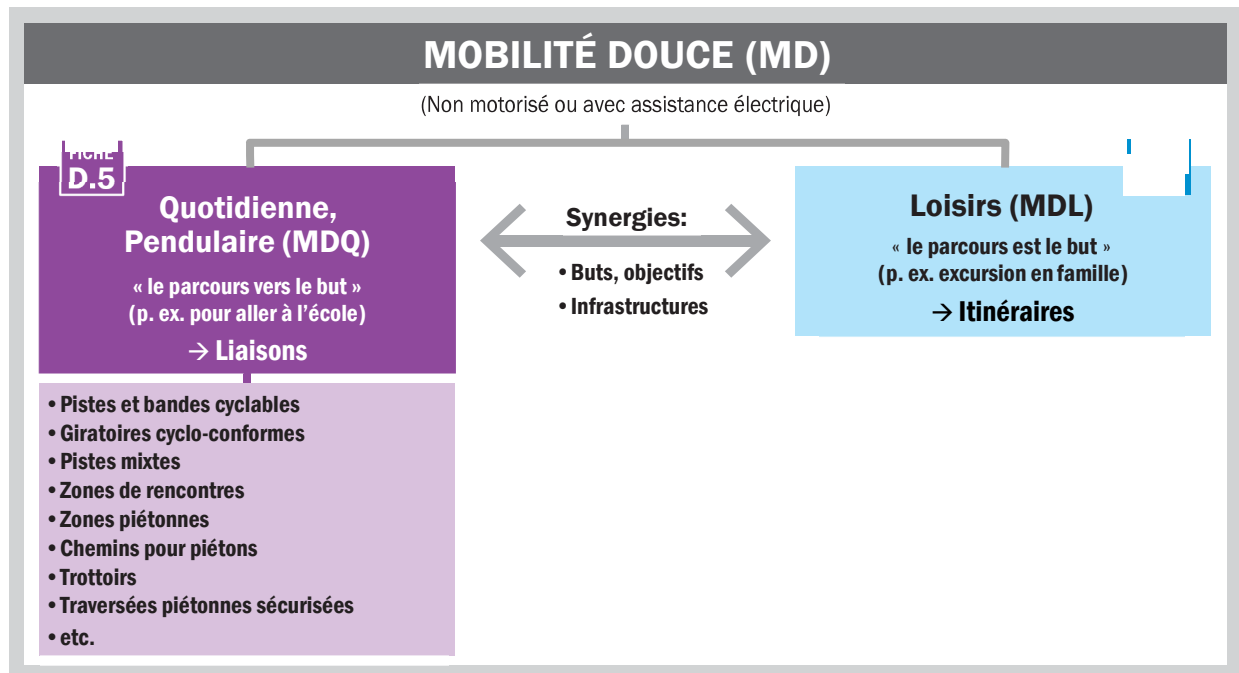 MOBILITÉ DOUCE (MD)
(Non motorisé ou avec assistance électrique)
FICHE
D.5
Quotidienne,
Pendulaire (MDQ)
« le parcours vers le but »
(p. ex. pour aller à l’école)
→ Liaisons
• Pistes et bandes cyclables
• Giratoires cyclo-conformes
• Pistes mixtes
• Zones de rencontres
• Zones piétonnes
• Chemins pour piétons
• Trottoirs
• Traversées piétonnes sécurisées
• etc.
Synergies:
• Buts, objectifs
• Infrastructures
Loisirs (MDL)
« le parcours est le but »
(p. ex. excursion en famille)
→ Itinéraires